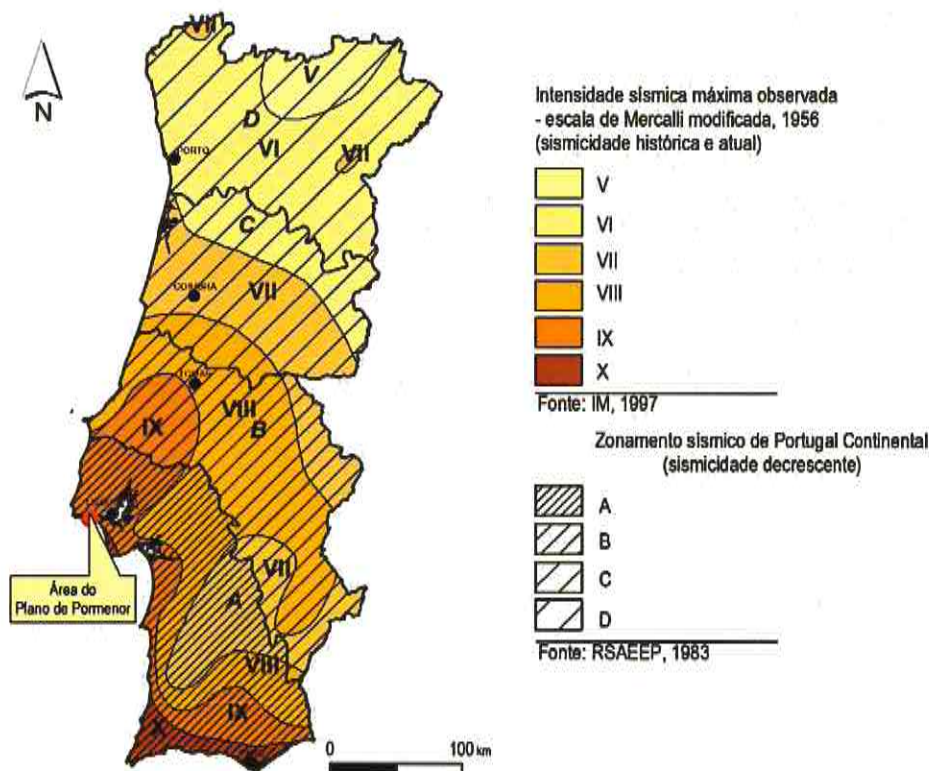 VII
V
N
D
VI
PORTO
VII
C
COIMBRA
VII
TOMAR
VIII
B
IX
Área do
Plano de Pormenor
VII
A
VIII
IX
X
0 100 km
Intensidade sísmica máxima observada
- escala de Mercalli modificada, 1956
(sismicidade histórica e atual)
V
VI
VII
VIII
IX
X
Fonte: IM, 1997
Zonamento sísmico de Portugal Continental
(sismicidade decrescente)
A
B
C
D
Fonte: RSAEEP, 1983